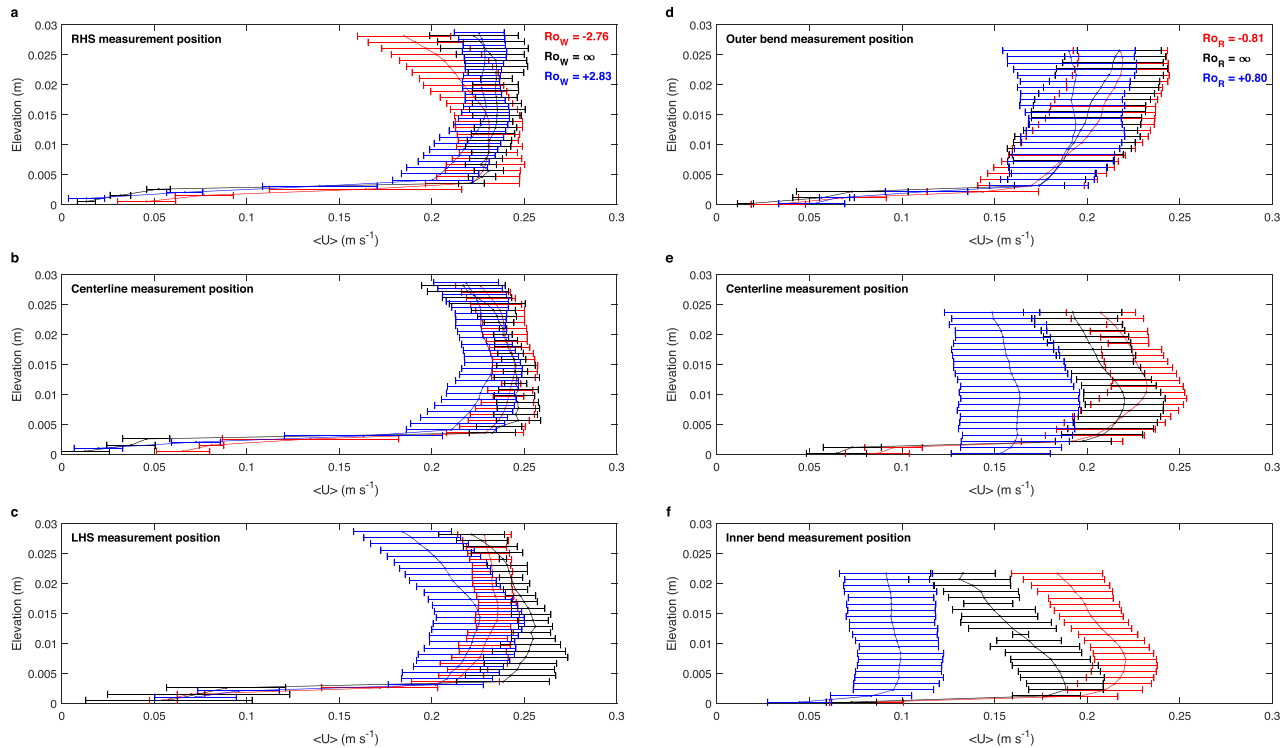 a
0.03
0.025
0.02
0.015
0.01
0.005
0
Elevation (m)
RHS measurement position
Ro_W = -2.76
Ro_W = ∞
Ro_W = +2.83
0 0.05 0.1 0.15 0.2 0.25 0.3
<U> (m s^-1)
b
0.03
0.025
0.02
0.015
0.01
0.005
0
Elevation (m)
Centerline measurement position
0 0.05 0.1 0.15 0.2 0.25 0.3
<U> (m s^-1)
c
0.03
0.025
0.02
0.015
0.01
0.005
0
Elevation (m)
LHS measurement position
0 0.05 0.1 0.15 0.2 0.25 0.3
<U> (m s^-1)
d
0.03
0.025
0.02
0.015
0.01
0.005
0
Elevation (m)
Outer bend measurement position
Ro_R = -0.81
Ro_R = ∞
Ro_R = +0.80
0 0.05 0.1 0.15 0.2 0.25 0.3
<U> (m s^-1)
e
0.03
0.025
0.02
0.015
0.01
0.005
0
Elevation (m)
Centerline measurement position
0 0.05 0.1 0.15 0.2 0.25 0.3
<U> (m s^-1)
f
0.03
0.025
0.02
0.015
0.01
0.005
0
Elevation (m)
Inner bend measurement position
0 0.05 0.1 0.15 0.2 0.25 0.3
<U> (m s^-1)